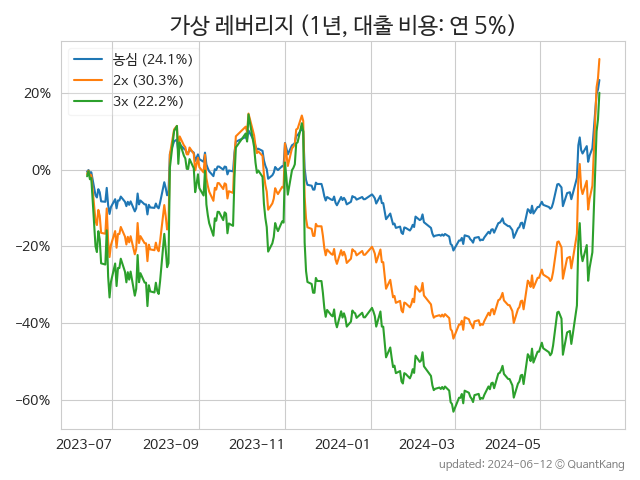 가상 레버리지 (1년, 대출 비용: 연 5%)
농심 (24.1%)
2x (30.3%)
3x (22.2%)
20%
0%
−20%
−40%
−60%
2023-07 2023-09 2023-11 2024-01 2024-03 2024-05
updated: 2024-06-12 ⓒ QuantKang